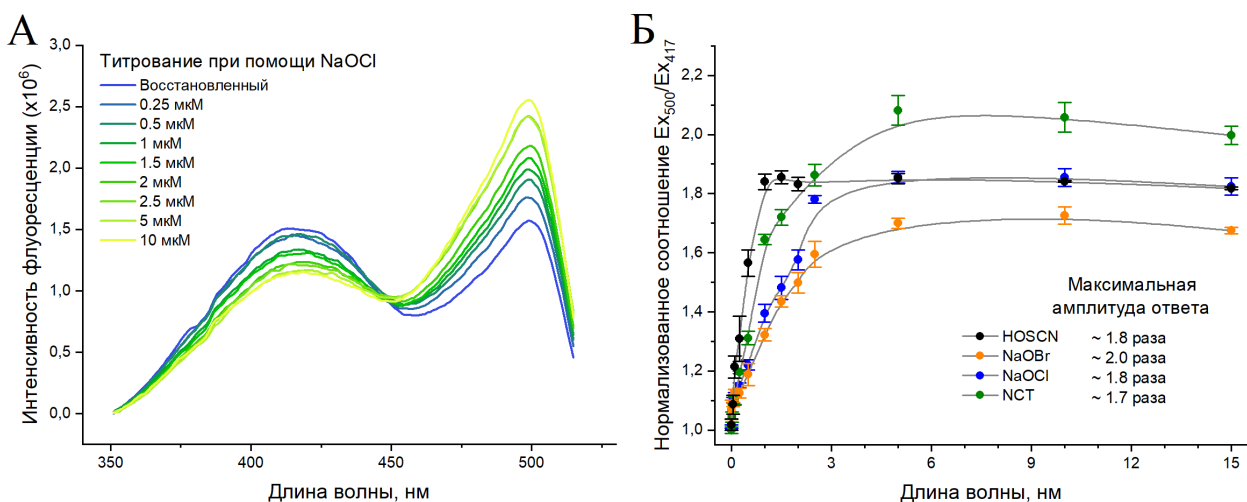 А
Интенсивность флуоресценции (x10⁶)
3,0
2,5
2,0
1,5
1,0
0,5
0,0
Титрование при помощи NaOCl
Восстановленный
0.25 мкМ
0.5 мкМ
1 мкМ
1.5 мкМ
2 мкМ
2.5 мкМ
5 мкМ
10 мкМ
350
400
450
500
Длина волны, нм
Б
Нормализованное соотношение Ex₅₀₀/Ex₄₁₇
2,2
2,0
1,8
1,6
1,4
1,2
1,0
Максимальная
амплитуда ответа
HOSCN ~ 1.8 раза
NaOBr ~ 2.0 раза
NaOCl ~ 1.8 раза
NCT ~ 1.7 раза
0
3
6
9
12
15
Длина волны, нм